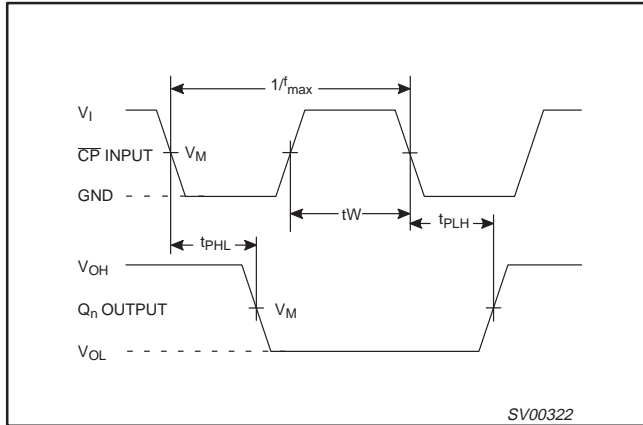 1/fmax
VI
CP INPUT
VM
GND
tW
tPHL
tPLH
VOH
Qn OUTPUT
VM
VOL
SV00322